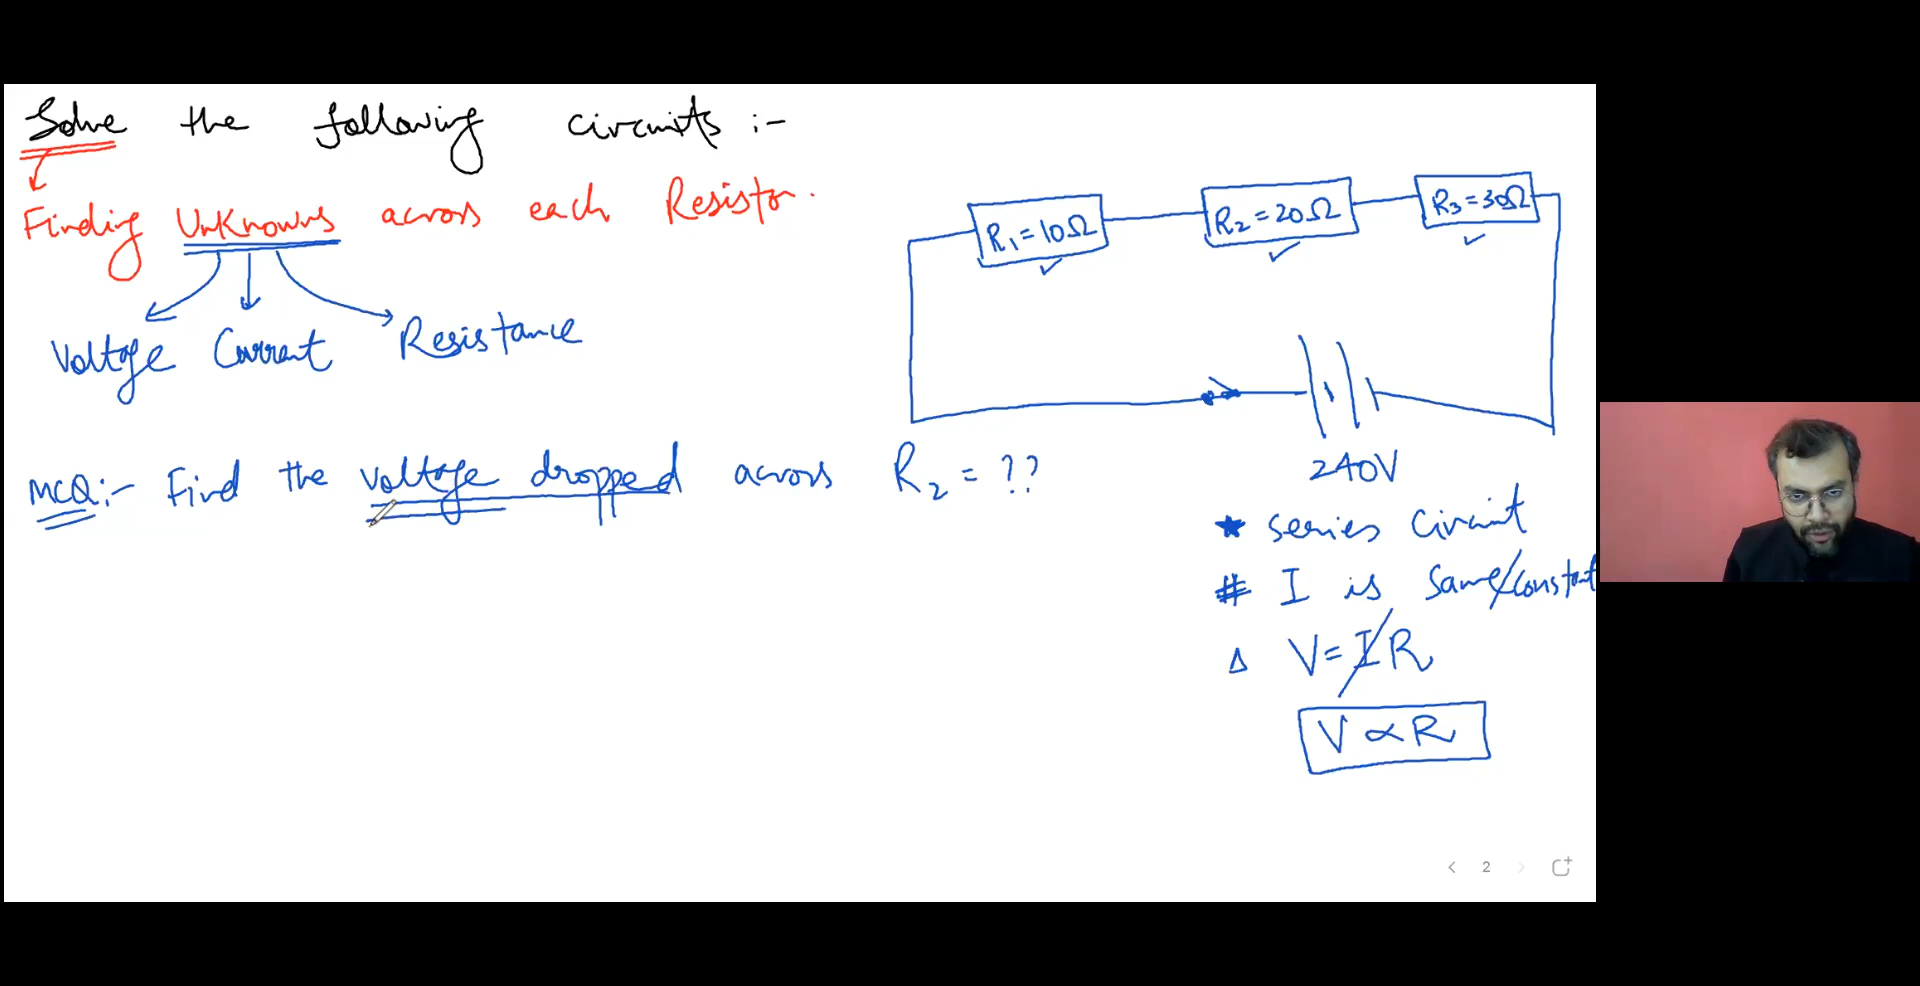 Solve the following circuits :-
Finding UnKnowns across each Resistor.
Voltage Current Resistance
R₁=10Ω
R₂=20Ω
R₃=30Ω
240V
MCQ:- Find the voltage dropped across R₂ = ??
★ series circuit
# I is same/constant
Δ V=IR
V ∝ R
< 2 >